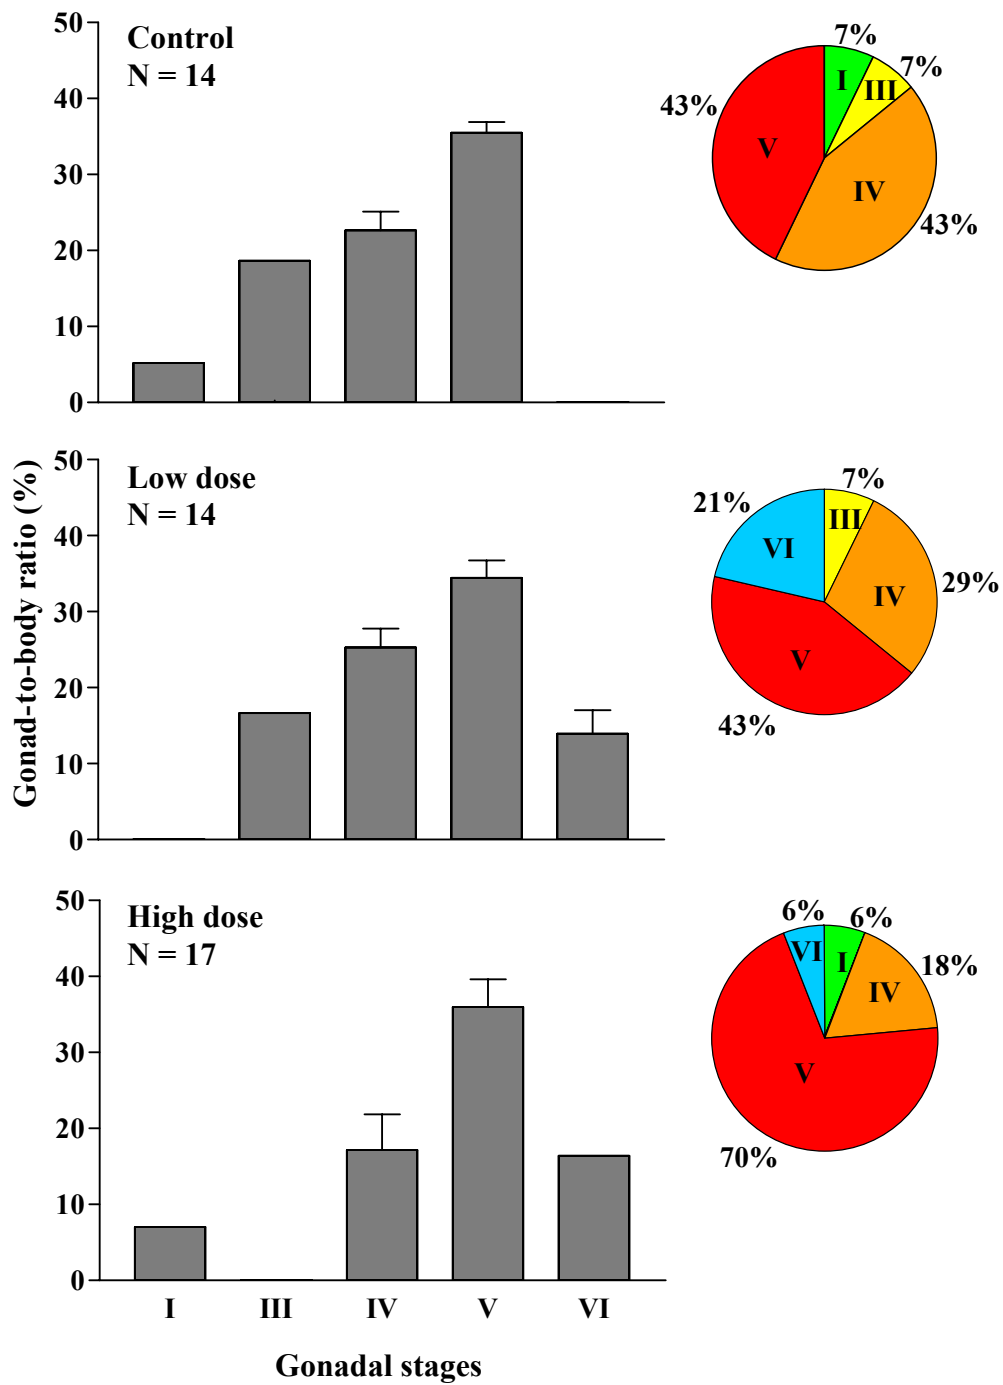 Gonad-to-body ratio (%)
Control
N = 14
50
40
30
20
10
0
7%
7%
43%
43%
I
III
IV
V
Low dose
N = 14
50
40
30
20
10
0
7%
29%
43%
21%
III
IV
V
VI
High dose
N = 17
50
40
30
20
10
0
6%
6%
18%
70%
VI
I
IV
V
I III IV V VI
Gonadal stages